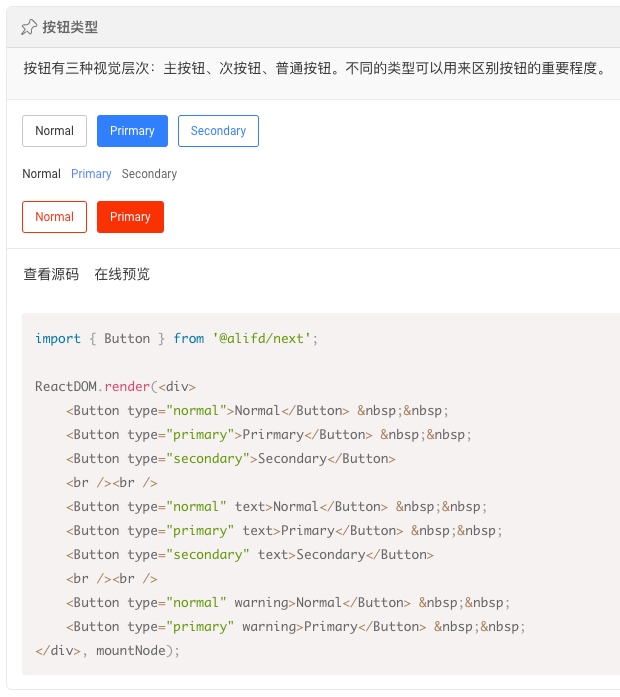 按钮类型
按钮有三种视觉层次：主按钮、次按钮、普通按钮。不同的类型可以用来区别按钮的重要程度。
Normal Prirmary Secondary
Normal Primary Secondary
Normal Primary
查看源码 在线预览
import { Button } from '@alifd/next';
ReactDOM.render(<div>
    <Button type="normal">Normal</Button> &nbsp;&nbsp;
    <Button type="primary">Prirmary</Button> &nbsp;&nbsp;
    <Button type="secondary">Secondary</Button>
    <br /><br />
    <Button type="normal" text>Normal</Button> &nbsp;&nbsp;
    <Button type="primary" text>Primary</Button> &nbsp;&nbsp;
    <Button type="secondary" text>Secondary</Button>
    <br /><br />
    <Button type="normal" warning>Normal</Button> &nbsp;&nbsp;
    <Button type="primary" warning>Primary</Button> &nbsp;&nbsp;
</div>, mountNode);